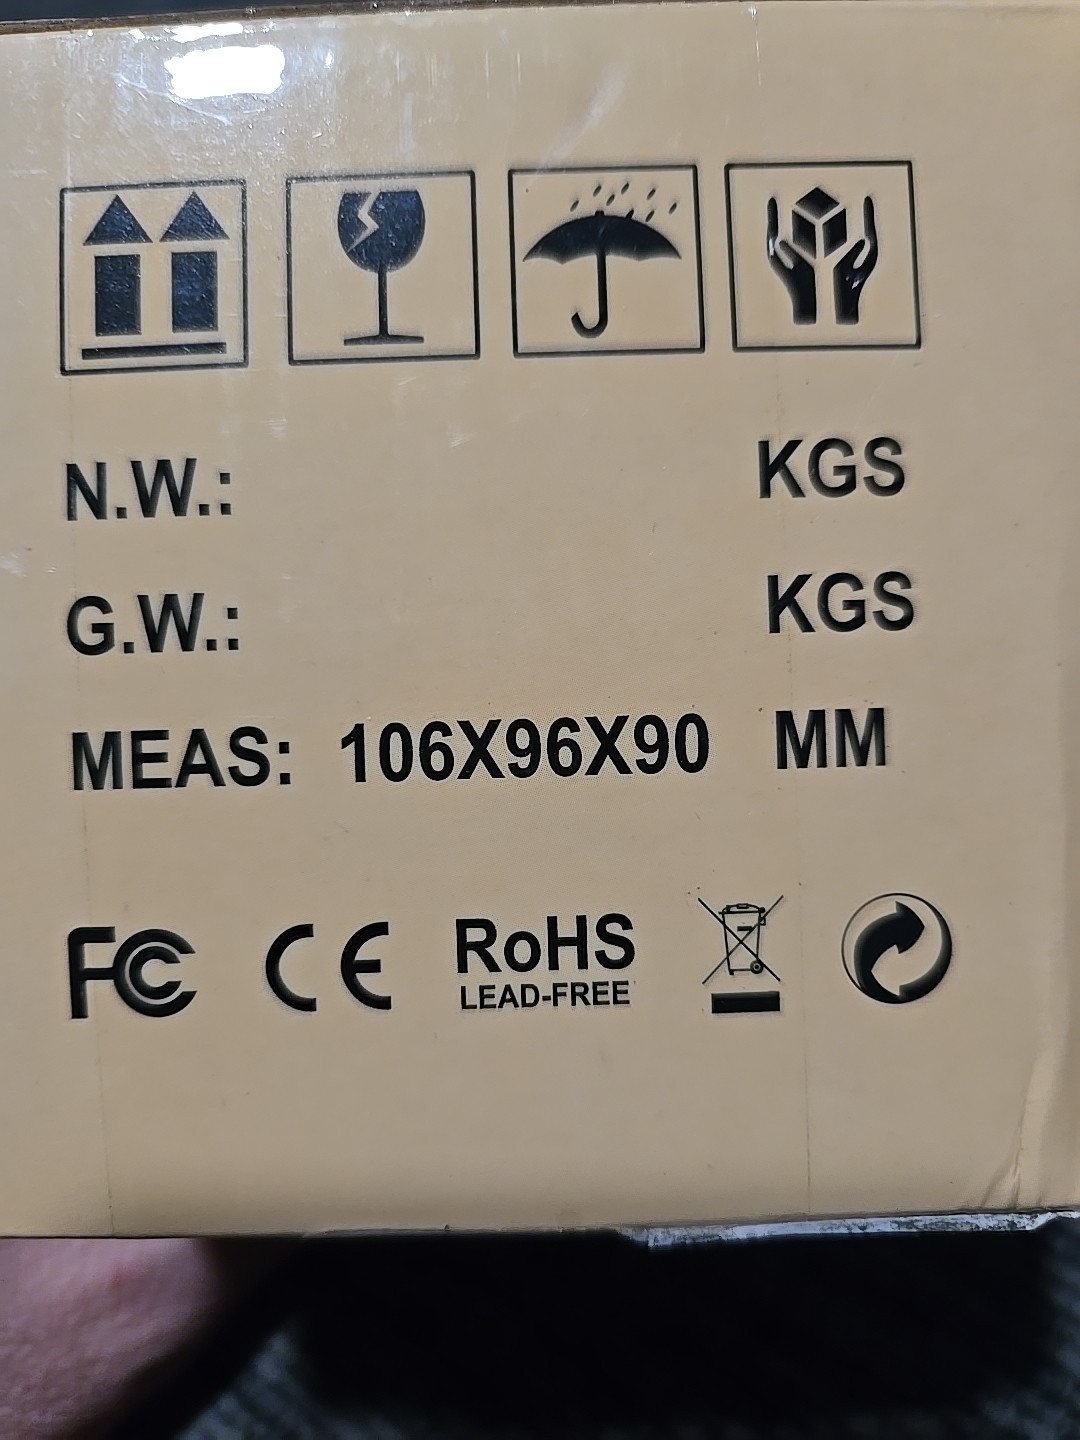 N.W.: KGS
G.W.: KGS
MEAS: 106X96X90 MM
FC CE RoHS
LEAD-FREE